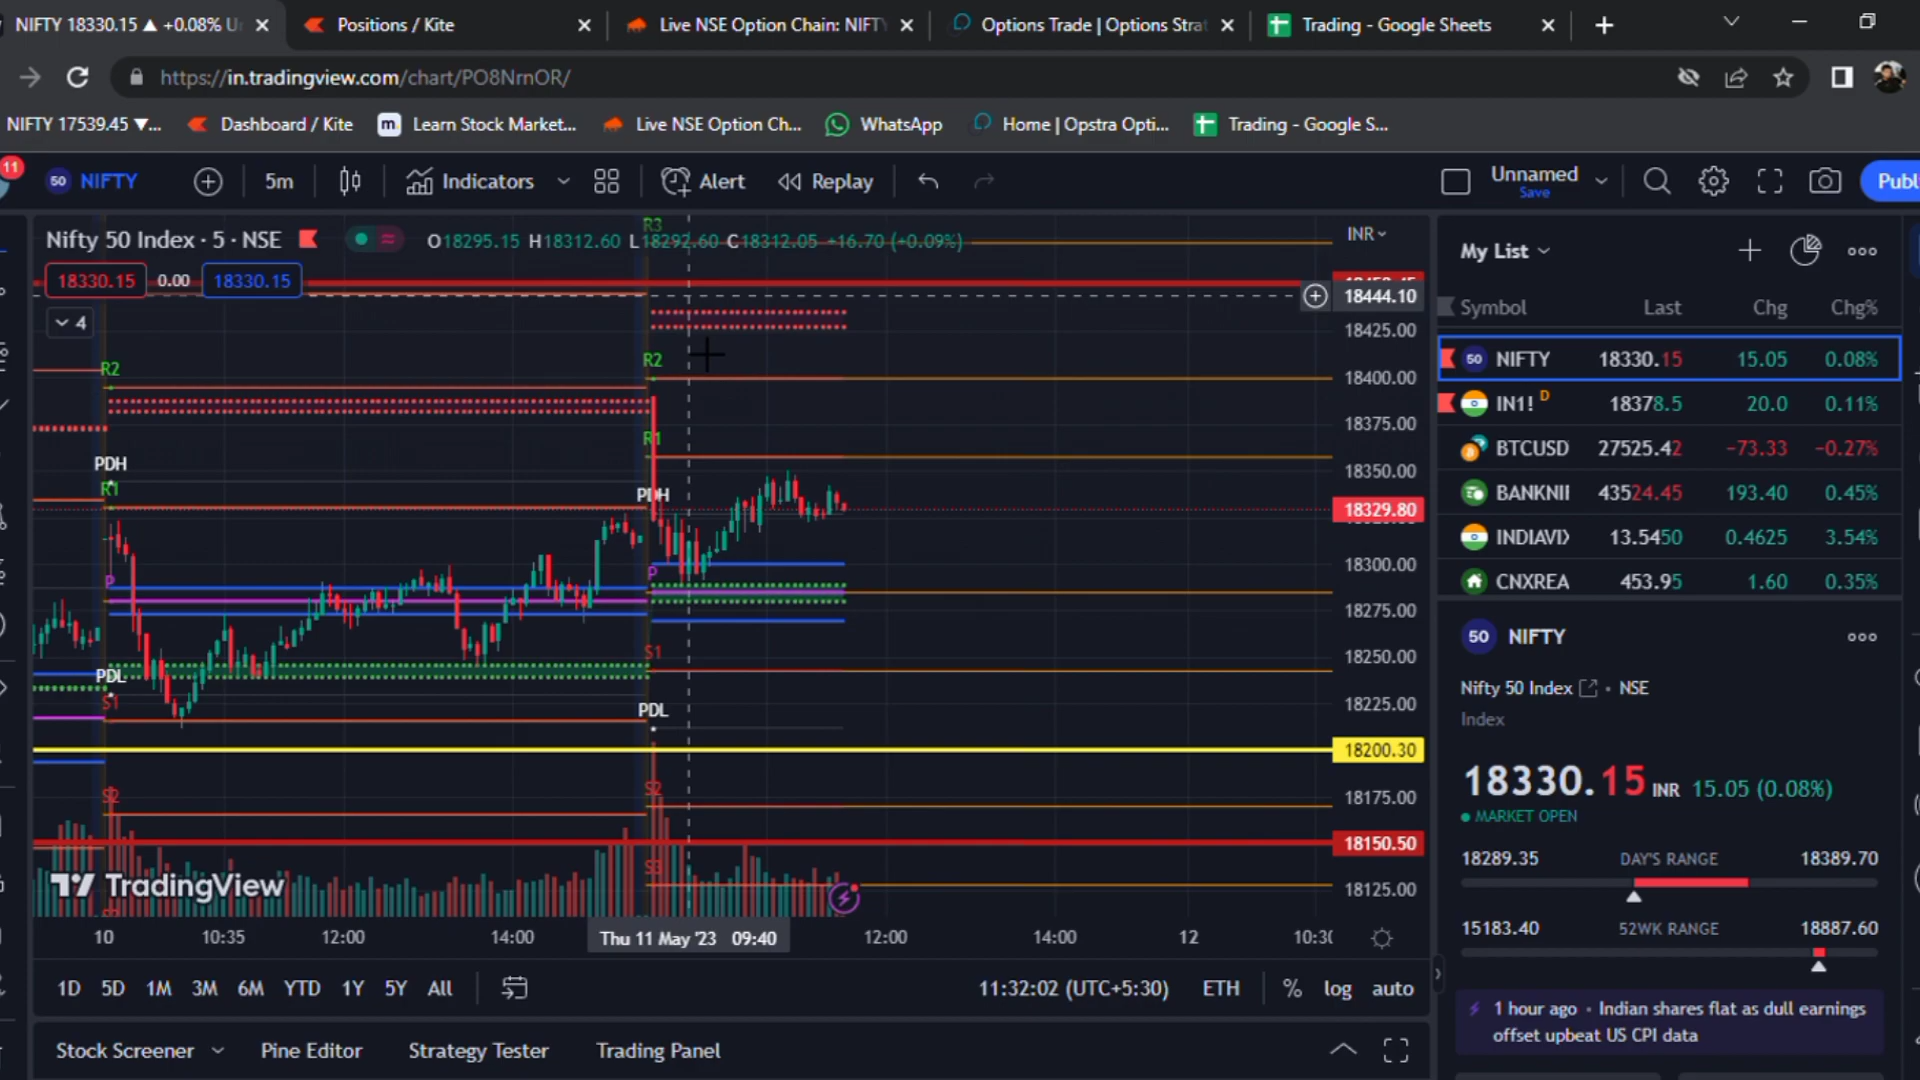 NIFTY 18330.15 ▲ +0.08% Un
Positions / Kite
Live NSE Option Chain: NIFTY
Options Trade | Options Strat
Trading - Google Sheets
https://in.tradingview.com/chart/PO8NrnOR/
NIFTY 17539.45 ▼...
Dashboard / Kite
m
Learn Stock Market...
Live NSE Option Ch...
WhatsApp
Home | Opstra Opti...
Trading - Google S...
11
50 NIFTY
5m
Indicators
Alert
Replay
Unnamed
Save
Publ
Nifty 50 Index · 5 · NSE
O18295.15 H18312.60 L18292.60 C18312.05 +16.70 (+0.09%)
INR
18330.15 0.00 18330.15
4
R3
R2
R2
R1
PDH
R1
PDH
P
P
PDL
S1
S1
PDL
S2
S2
S3
18444.10
18425.00
18400.00
18375.00
18350.00
18329.80
18300.00
18275.00
18250.00
18225.00
18200.30
18175.00
18150.50
18125.00
TradingView
10
10:35
12:00
14:00
Thu 11 May '23 09:40
12:00
14:00
12
10:30
1D 5D 1M 3M 6M YTD 1Y 5Y All
11:32:02 (UTC+5:30) ETH % log auto
Stock Screener
Pine Editor
Strategy Tester
Trading Panel
My List
Symbol Last Chg Chg%
50 NIFTY 18330.15 15.05 0.08%
IN1! D 18378.5 20.0 0.11%
BTCUSD 27525.42 −73.33 −0.27%
BANKNII 43524.45 193.40 0.45%
INDIAVIX 13.5450 0.4625 3.54%
CNXREA 453.95 1.60 0.35%
50 NIFTY
Nifty 50 Index · NSE
Index
18330.15 INR 15.05 (0.08%)
MARKET OPEN
18289.35 DAY'S RANGE 18389.70
15183.40 52WK RANGE 18887.60
1 hour ago · Indian shares flat as dull earnings
offset upbeat US CPI data